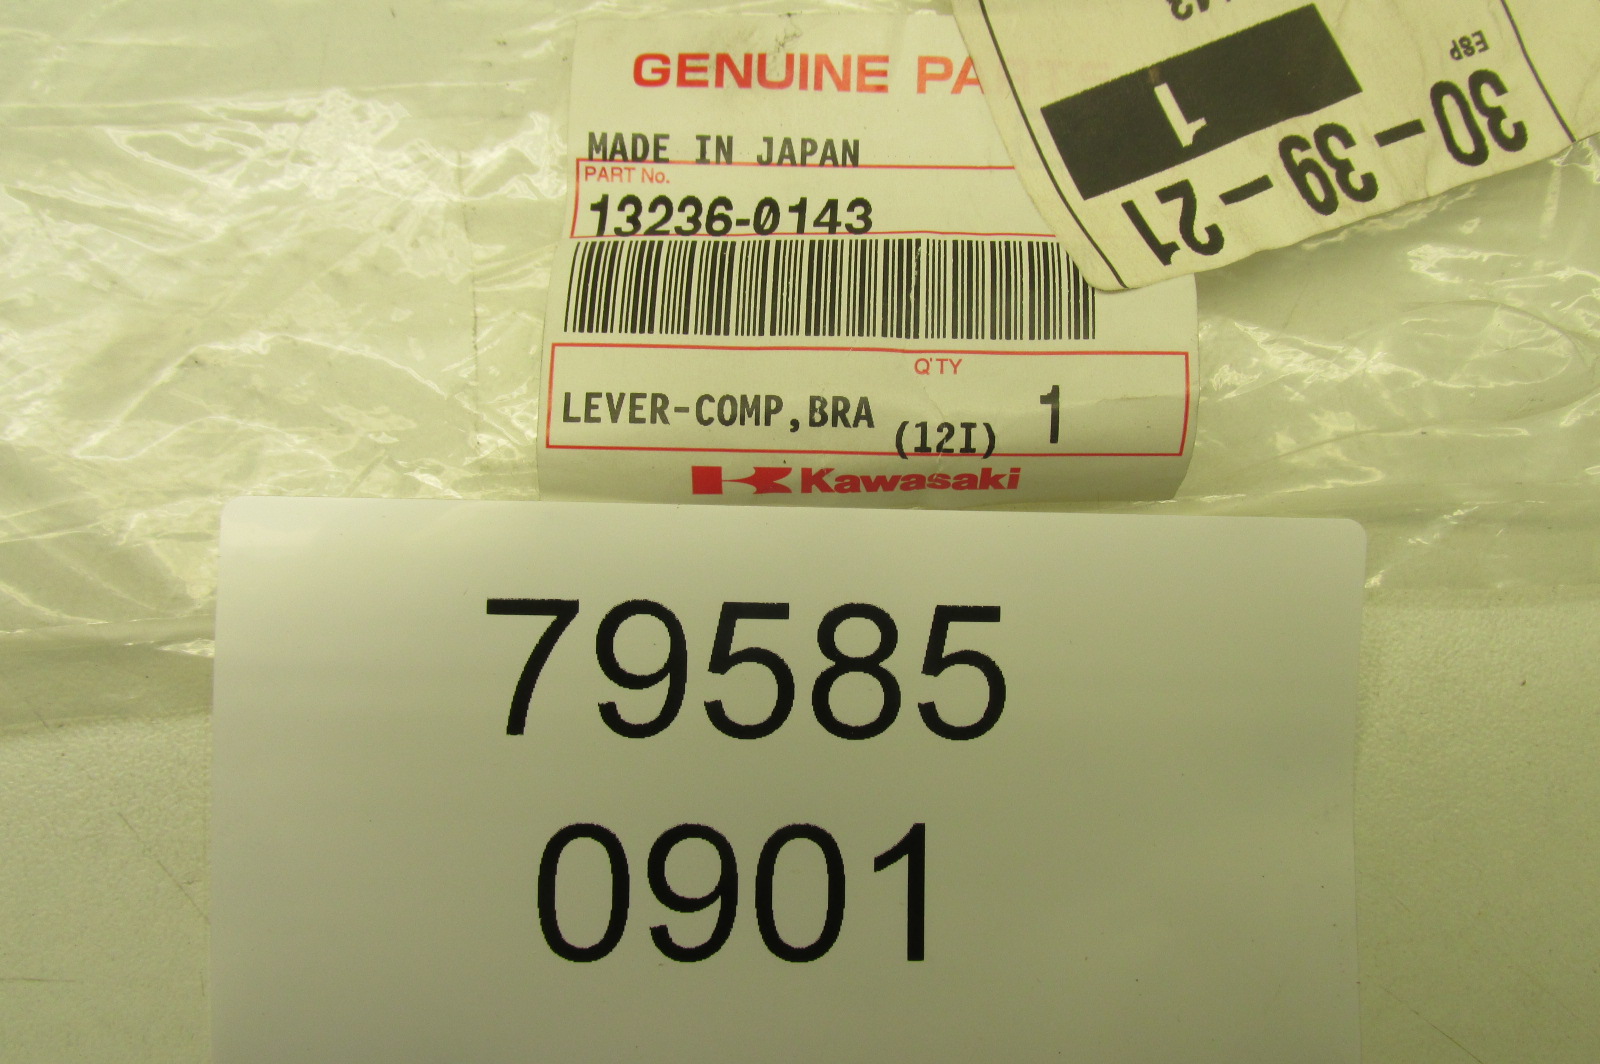 GENUINE PARTS
MADE IN JAPAN
PART No.
13236-0143
Q'TY
LEVER-COMP,BRA (12I) 1
Kawasaki
30-39-21
ESP
1
79585
0901